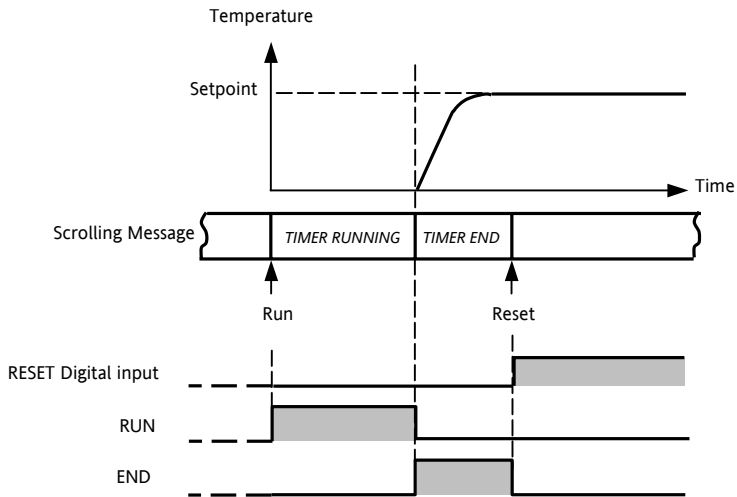 Temperature
Setpoint
Time
Scrolling Message
TIMER RUNNING
TIMER END
Run
Reset
RESET Digital input
RUN
END